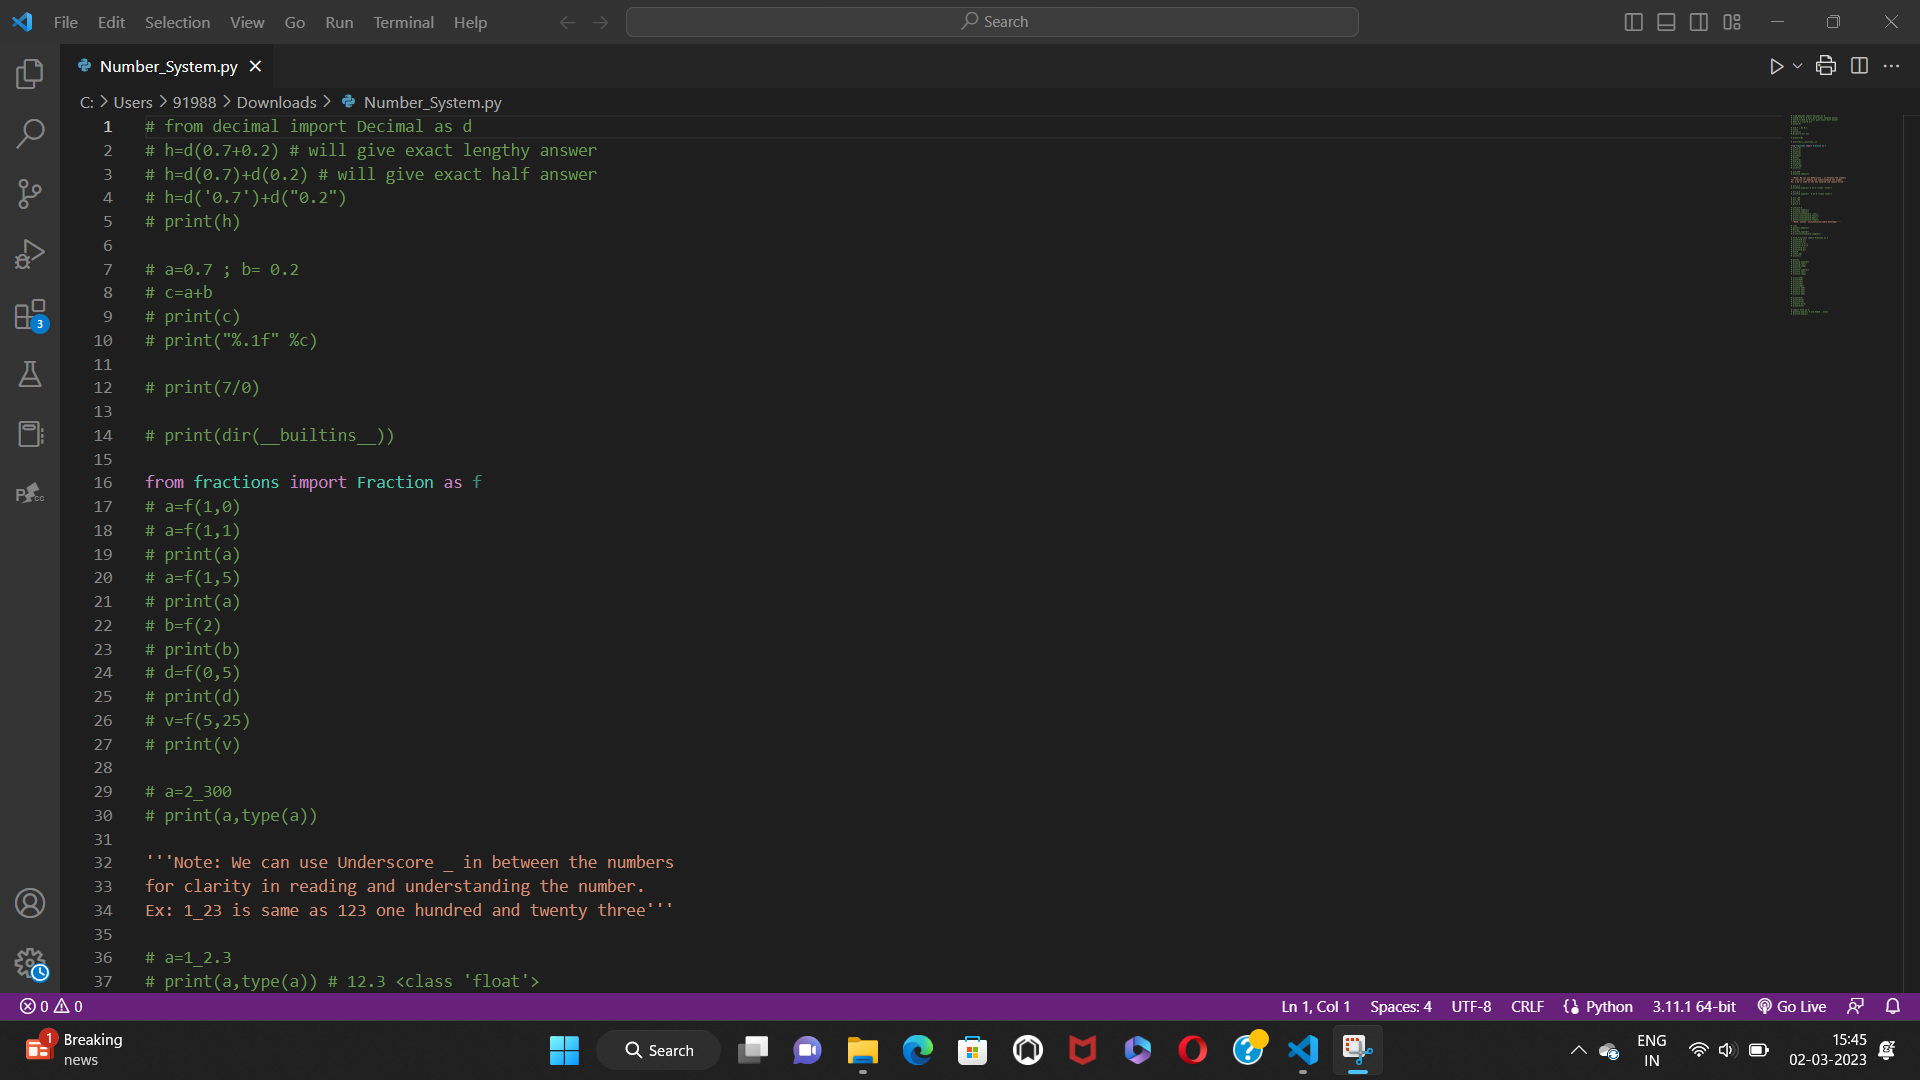 File Edit Selection View Go Run Terminal Help
Search
Number_System.py
C: > Users > 91988 > Downloads > Number_System.py
1 # from decimal import Decimal as d
2 # h=d(0.7+0.2) # will give exact lengthy answer
3 # h=d(0.7)+d(0.2) # will give exact half answer
4 # h=d('0.7')+d("0.2")
5 # print(h)
6
7 # a=0.7 ; b= 0.2
8 # c=a+b
9 # print(c)
10 # print("%.1f" %c)
11
12 # print(7/0)
13
14 # print(dir(__builtins__))
15
16 from fractions import Fraction as f
17 # a=f(1,0)
18 # a=f(1,1)
19 # print(a)
20 # a=f(1,5)
21 # print(a)
22 # b=f(2)
23 # print(b)
24 # d=f(0,5)
25 # print(d)
26 # v=f(5,25)
27 # print(v)
28
29 # a=2_300
30 # print(a,type(a))
31
32 '''Note: We can use Underscore _ in between the numbers
33 for clarity in reading and understanding the number.
34 Ex: 1_23 is same as 123 one hundred and twenty three'''
35
36 # a=1_2.3
37 # print(a,type(a)) # 12.3 <class 'float'>
3
0 0
Ln 1, Col 1 Spaces: 4 UTF-8 CRLF Python 3.11.1 64-bit Go Live
1
Breaking
news
Search
ENG
IN
15:45
02-03-2023